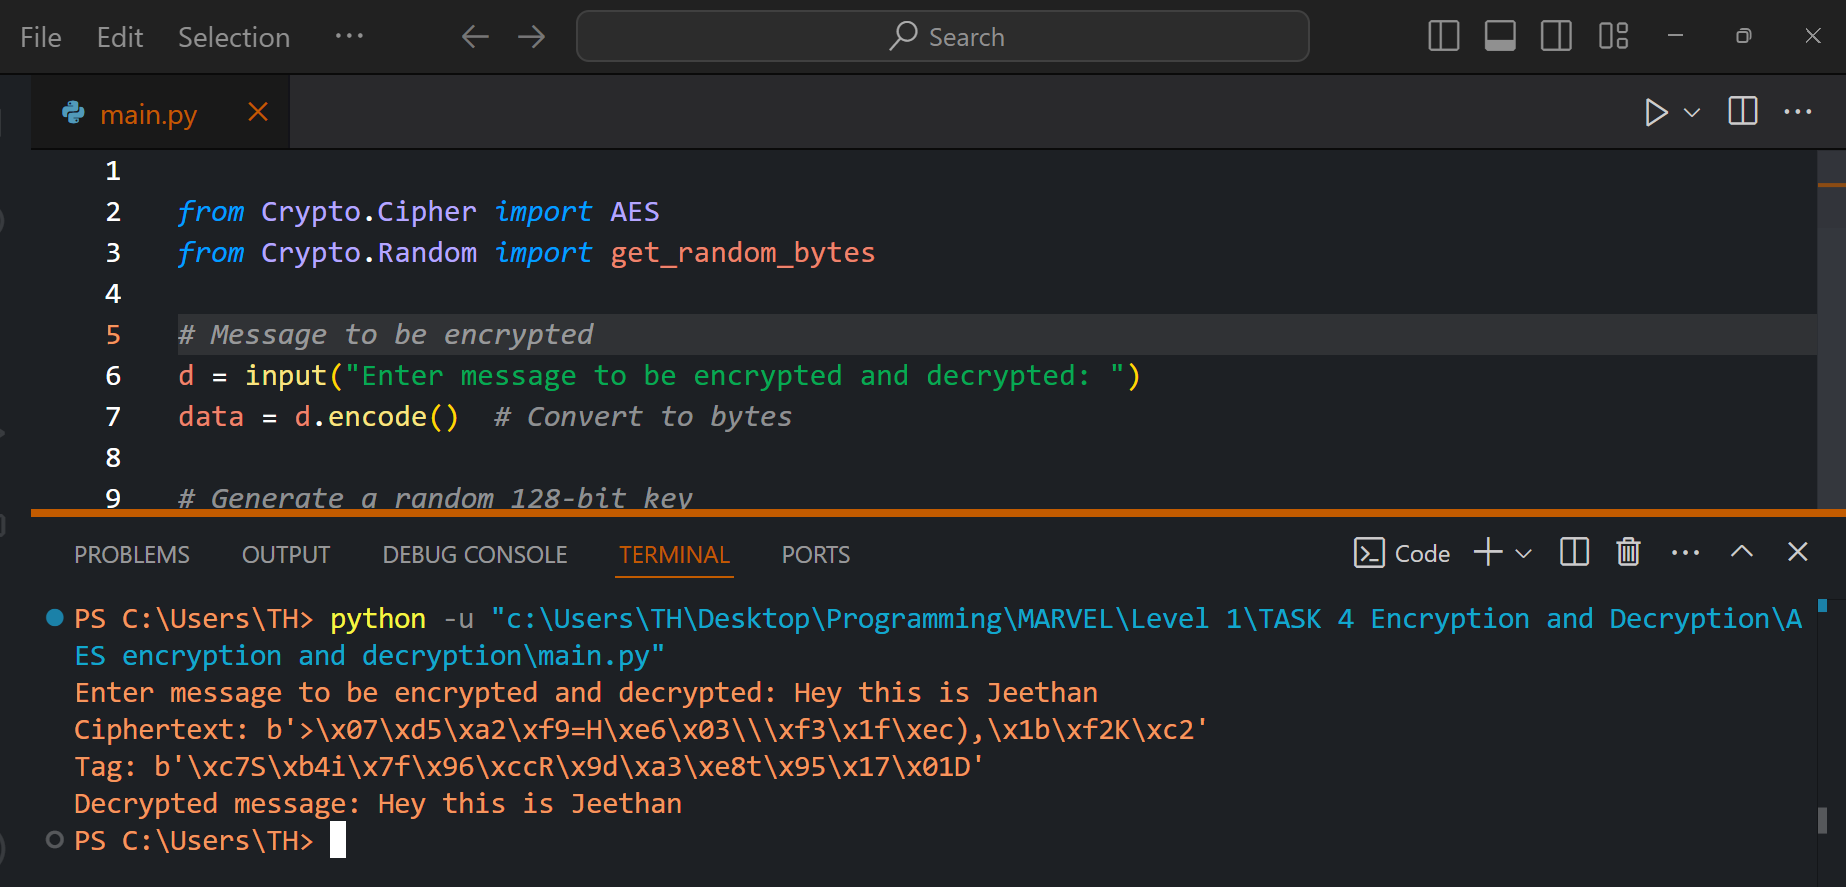 File Edit Selection ··· Search
main.py
1
2 from Crypto.Cipher import AES
3 from Crypto.Random import get_random_bytes
4
5 # Message to be encrypted
6 d = input("Enter message to be encrypted and decrypted: ")
7 data = d.encode()  # Convert to bytes
8
9 # Generate a random 128-bit key
PROBLEMS OUTPUT DEBUG CONSOLE TERMINAL PORTS Code
PS C:\Users\TH> python -u "c:\Users\TH\Desktop\Programming\MARVEL\Level 1\TASK 4 Encryption and Decryption\A
ES encryption and decryption\main.py"
Enter message to be encrypted and decrypted: Hey this is Jeethan
Ciphertext: b'>\x07\xd5\xa2\xf9=H\xe6\x03\\\xf3\x1f\xec),\x1b\xf2K\xc2'
Tag: b'\xc7S\xb4i\x7f\x96\xccR\x9d\xa3\xe8t\x95\x17\x01D'
Decrypted message: Hey this is Jeethan
PS C:\Users\TH>